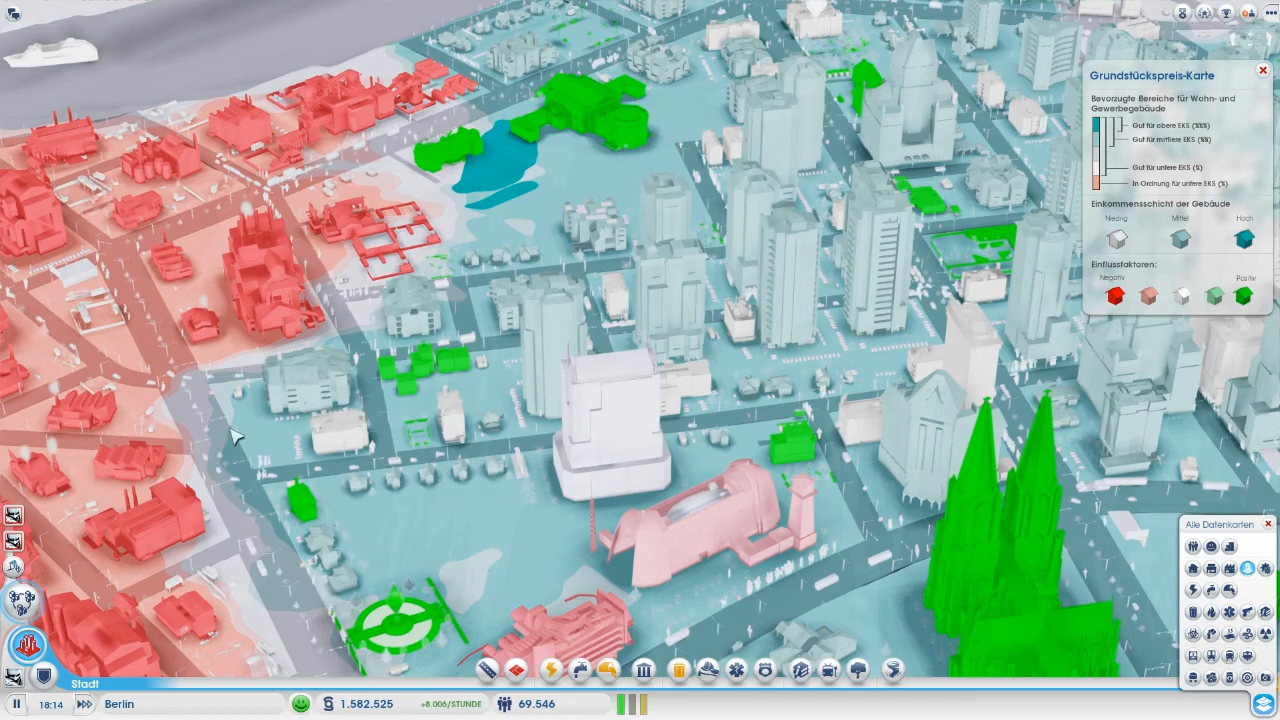 Grundstückspreis-Karte
Bevorzugte Bereiche für Wohn- und
Gewerbegebäude
Gut für obere EKS (§§§)
Gut für mittlere EKS (§§)
Gut für untere EKS (§)
In Ordnung für untere EKS (§)
Einkommensschicht der Gebäude
Niedrig Mittel Hoch
Einflussfaktoren:
Negativ Positiv
Alle Datenkarten
Stadt
18:14 Berlin 1.582.525 +8.006/STUNDE 69.546